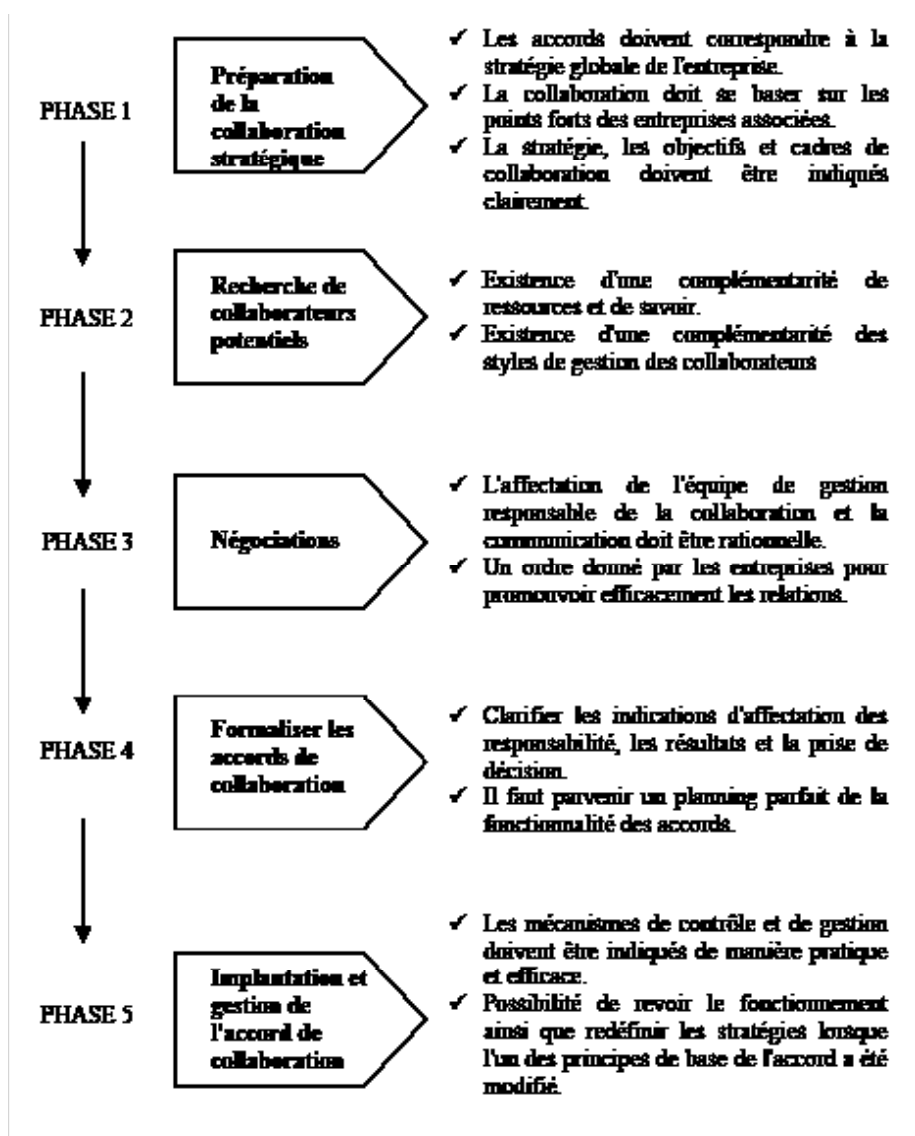 PHASE 1
Préparation
de la
collaboration
stratégique
✓ Les accords doivent correspondre à la
stratégie globale de l'entreprise.
✓ La collaboration doit se baser sur les
points forts des entreprises associées.
✓ La stratégie, les objectifs et cadres de
collaboration doivent être indiqués
clairement.
PHASE 2
Recherche de
collaborateurs
potentiels
✓ Existence d'une complémentarité de
ressources et de savoir.
✓ Existence d'une complémentarité des
styles de gestion des collaborateurs
PHASE 3
Négociations
✓ L'affectation de l'équipe de gestion
responsable de la collaboration et la
communication doit être rationnelle.
✓ Un ordre donné par les entreprises pour
promouvoir efficacement les relations.
PHASE 4
Formaliser les
accords de
collaboration
✓ Clarifier les indications d'affectation des
responsabilité, les résultats et la prise de
décision.
✓ Il faut parvenir un planning parfait de la
fonctionnalité des accords.
PHASE 5
Implantation et
gestion de
l'accord de
collaboration
✓ Les mécanismes de contrôle et de gestion
doivent être indiqués de manière pratique
et efficace.
✓ Possibilité de revoir le fonctionnement
ainsi que redéfinir les stratégies lorsque
l'un des principes de base de l'accord a été
modifié.